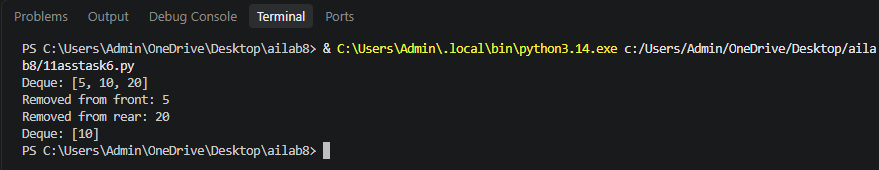 Problems Output Debug Console Terminal Ports
PS C:\Users\Admin\OneDrive\Desktop\ailab8> & C:\Users\Admin\.local\bin\python3.14.exe c:/Users/Admin/OneDrive/Desktop/aila
b8/11asstask6.py
Deque: [5, 10, 20]
Removed from front: 5
Removed from rear: 20
Deque: [10]
PS C:\Users\Admin\OneDrive\Desktop\ailab8>